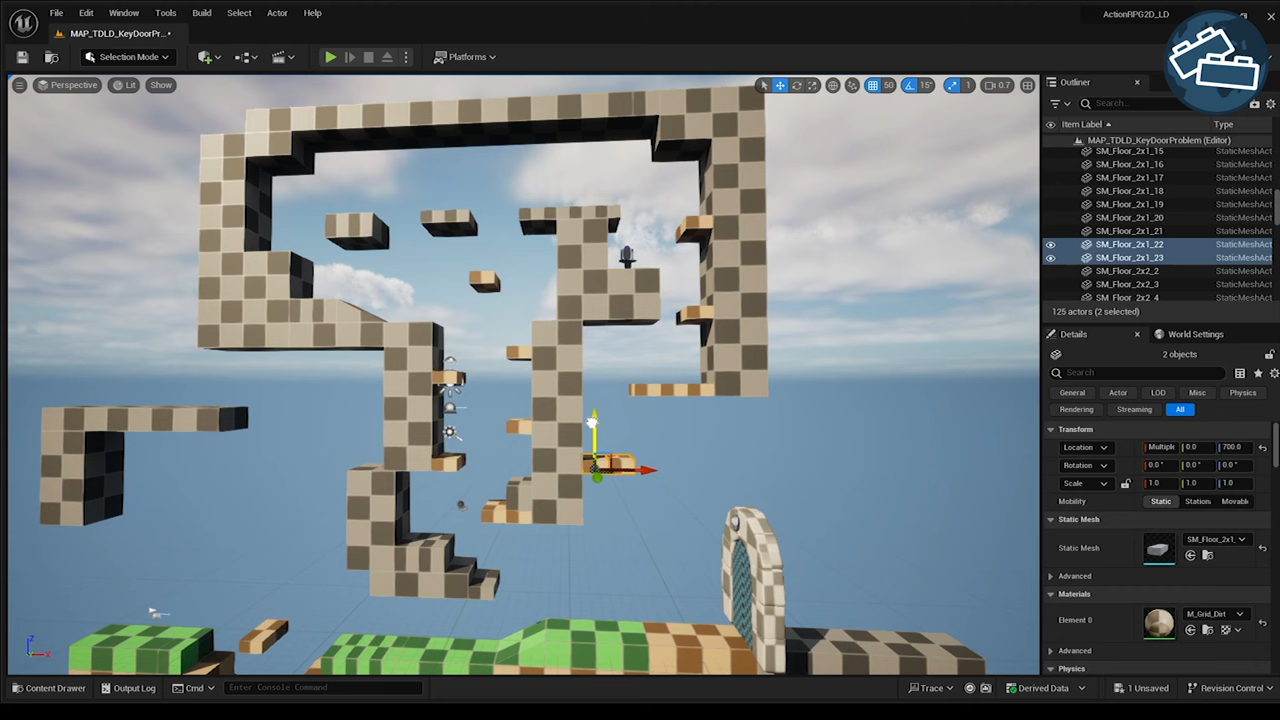 File Edit Window Tools Build Select Actor Help
ActionRPG2D_LD
MAP_TDLD_KeyDoorPr...•
Selection Mode
Platforms
Perspective Lit Show
50 15° 1 0.7
Outliner
Search...
Item Label Type
MAP_TDLD_KeyDoorProblem (Editor)
SM_Floor_2x1_15 StaticMeshAct
SM_Floor_2x1_16 StaticMeshAct
SM_Floor_2x1_17 StaticMeshAct
SM_Floor_2x1_18 StaticMeshAct
SM_Floor_2x1_19 StaticMeshAct
SM_Floor_2x1_20 StaticMeshAct
SM_Floor_2x1_21 StaticMeshAct
SM_Floor_2x1_22 StaticMeshAct
SM_Floor_2x1_23 StaticMeshAct
SM_Floor_2x2_2 StaticMeshAct
SM_Floor_2x2_3 StaticMeshAct
SM_Floor_2x2_4 StaticMeshAct
125 actors (2 selected)
Details World Settings
2 objects
Search
General Actor LOD Misc Physics
Rendering Streaming All
Transform
Location Multiple 0.0 700.0
Rotation 0.0° 0.0° 0.0°
Scale 1.0 1.0 1.0
Mobility Static Station Movable
Static Mesh
Static Mesh SM_Floor_2x1_
Advanced
Materials
Element 0 M_Grid_Dirt
Advanced
Physics
Z
X
Content Drawer Output Log Cmd Enter Console Command Trace Derived Data 1 Unsaved Revision Control